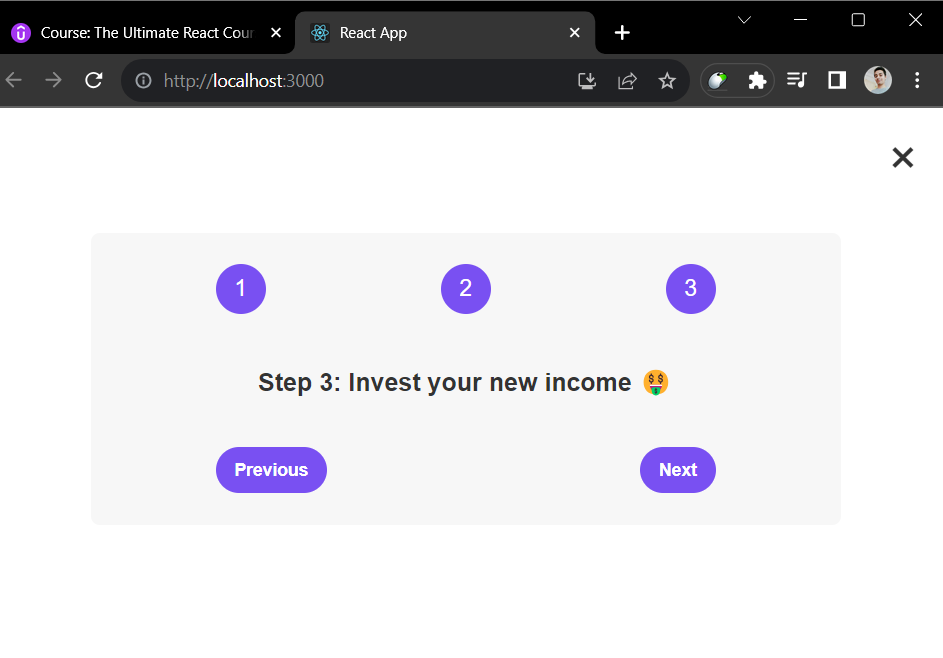 Course: The Ultimate React Cour
React App
http://localhost:3000
1 2 3
Step 3: Invest your new income 🤑
Previous Next